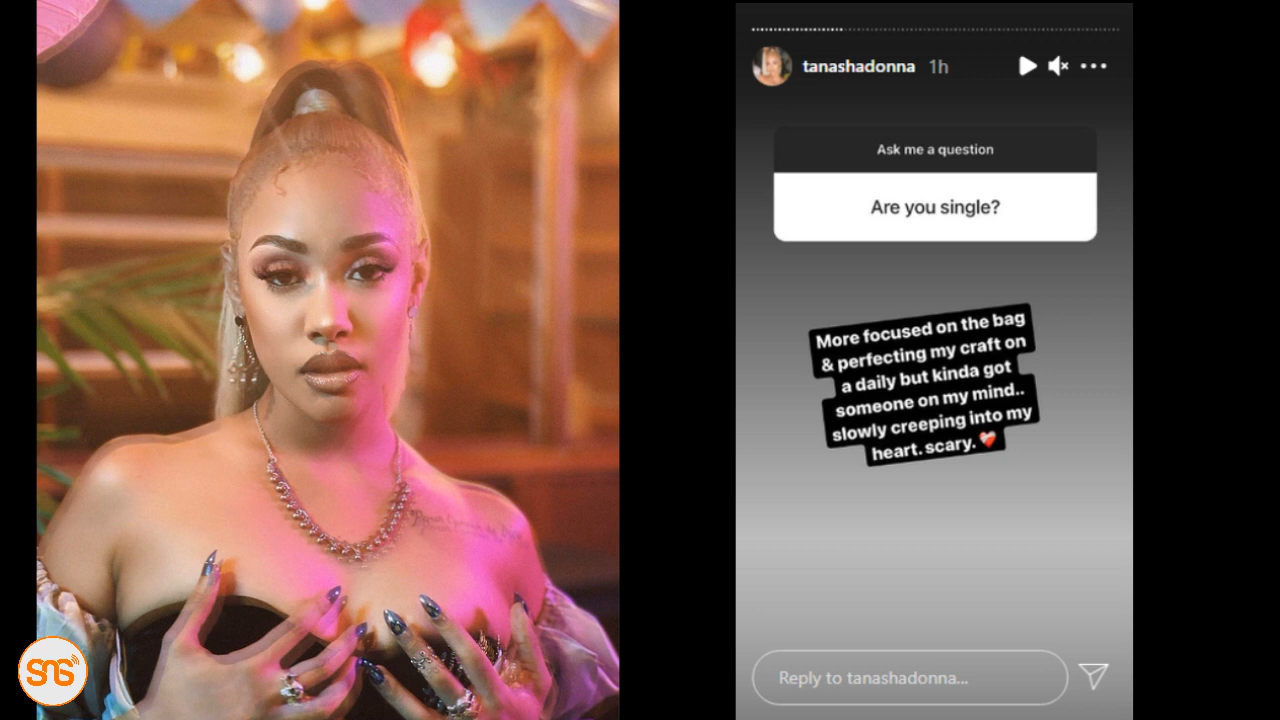 tanashadonna 1h
Ask me a question
Are you single?
More focused on the bag
& perfecting my craft on
a daily but kinda got
someone on my mind..
slowly creeping into my
heart. scary.
Reply to tanashadonna...
SNS